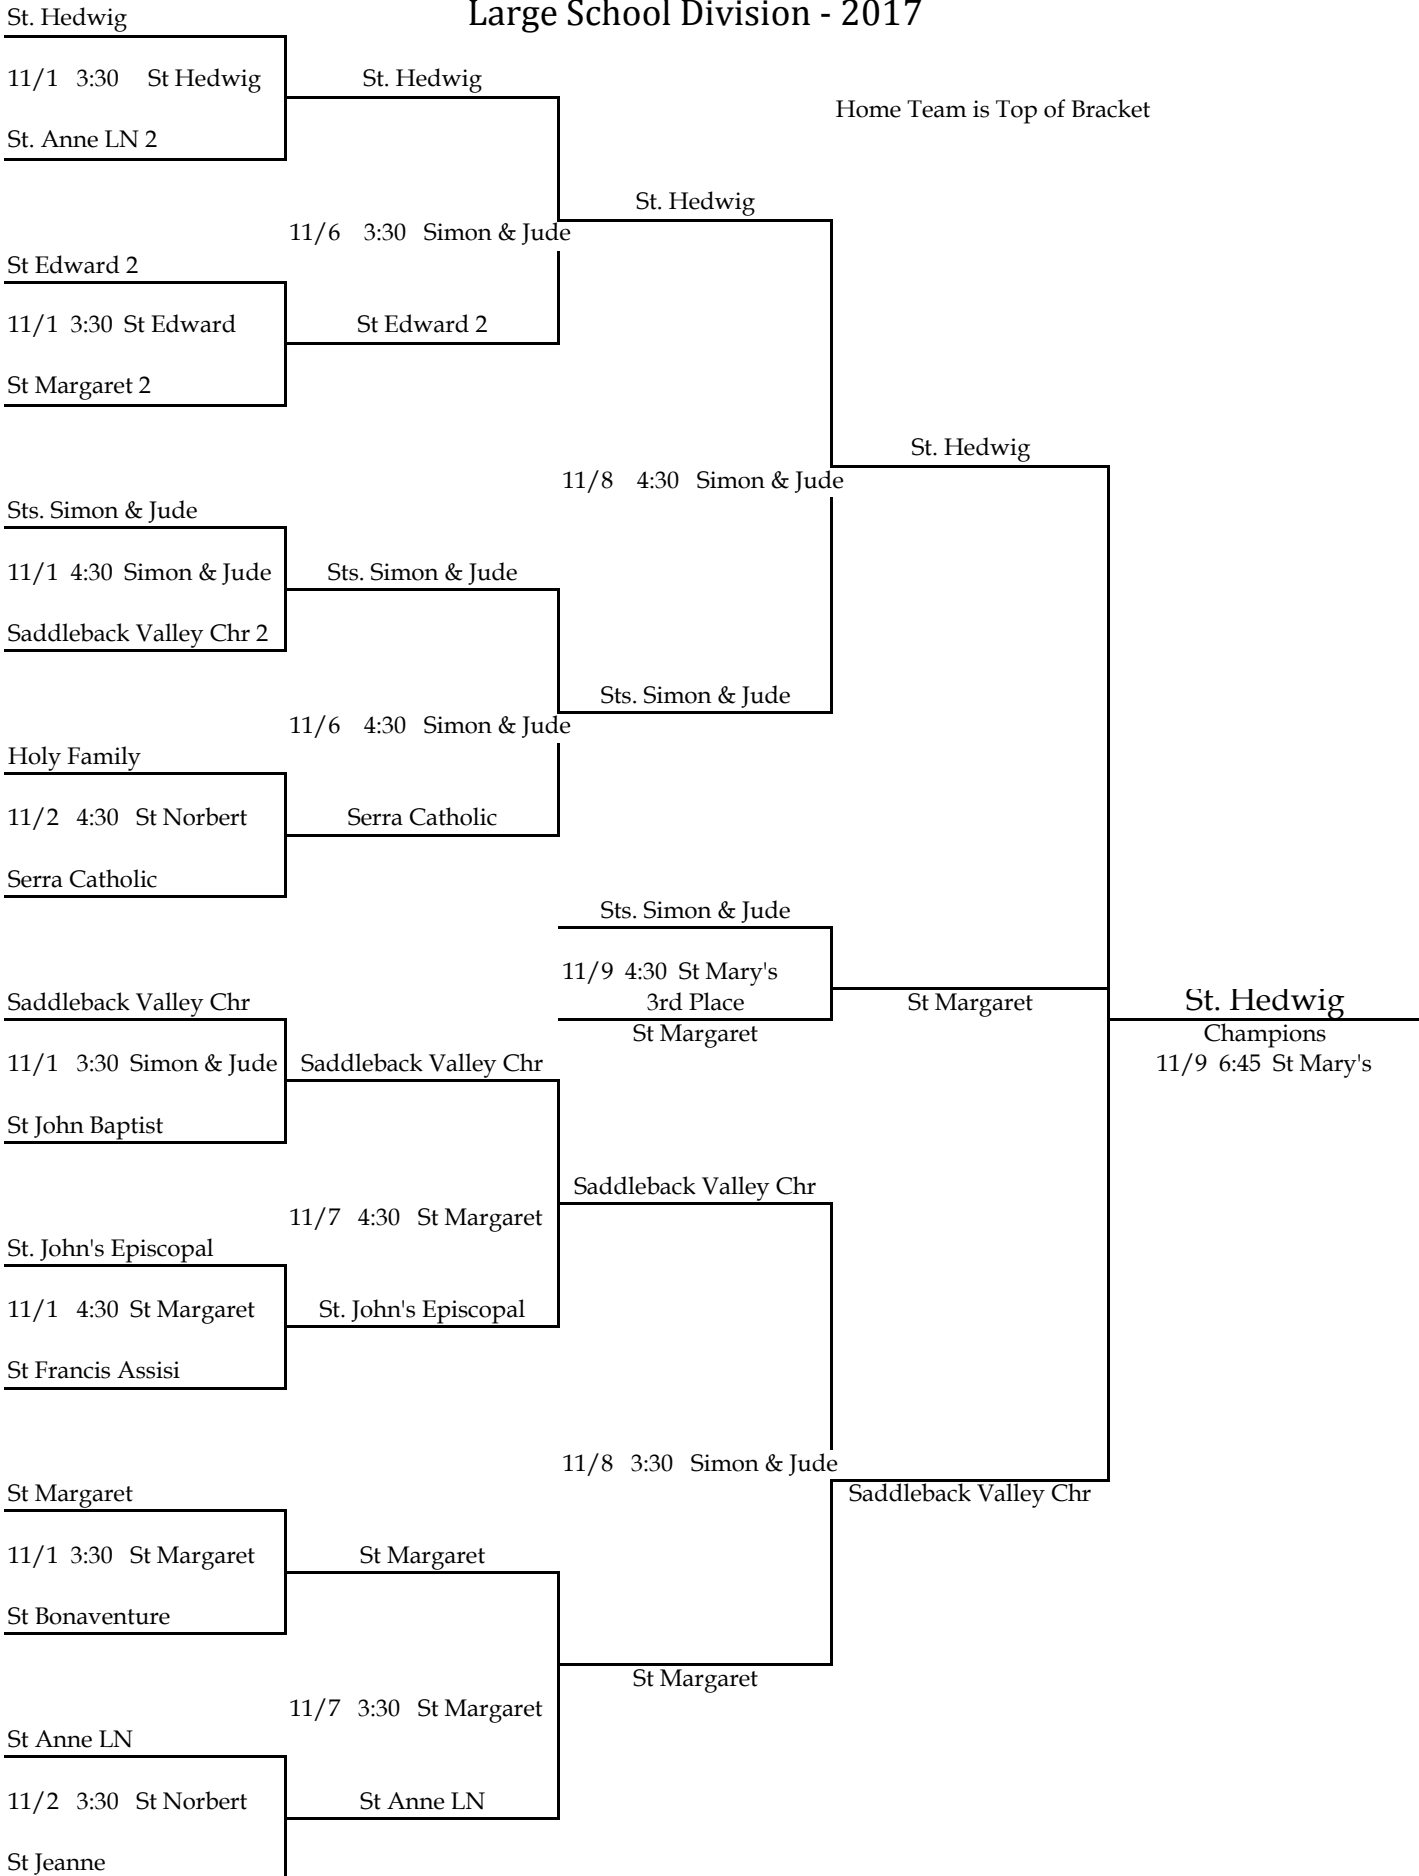 Large School Division - 2017
St. Hedwig
11/1 3:30 St Hedwig
St. Hedwig
Home Team is Top of Bracket
St. Anne LN 2
St. Hedwig
11/6 3:30 Simon & Jude
St Edward 2
11/1 3:30 St Edward
St Edward 2
St Margaret 2
St. Hedwig
11/8 4:30 Simon & Jude
Sts. Simon & Jude
11/1 4:30 Simon & Jude
Sts. Simon & Jude
Saddleback Valley Chr 2
Sts. Simon & Jude
11/6 4:30 Simon & Jude
Holy Family
11/2 4:30 St Norbert
Serra Catholic
Serra Catholic
Sts. Simon & Jude
11/9 4:30 St Mary's
3rd Place
St Margaret
St Margaret
St. Hedwig
Champions
11/9 6:45 St Mary's
Saddleback Valley Chr
11/1 3:30 Simon & Jude
Saddleback Valley Chr
St John Baptist
Saddleback Valley Chr
11/7 4:30 St Margaret
St. John's Episcopal
11/1 4:30 St Margaret
St. John's Episcopal
St Francis Assisi
11/8 3:30 Simon & Jude
Saddleback Valley Chr
St Margaret
11/1 3:30 St Margaret
St Margaret
St Bonaventure
St Margaret
11/7 3:30 St Margaret
St Anne LN
11/2 3:30 St Norbert
St Anne LN
St Jeanne